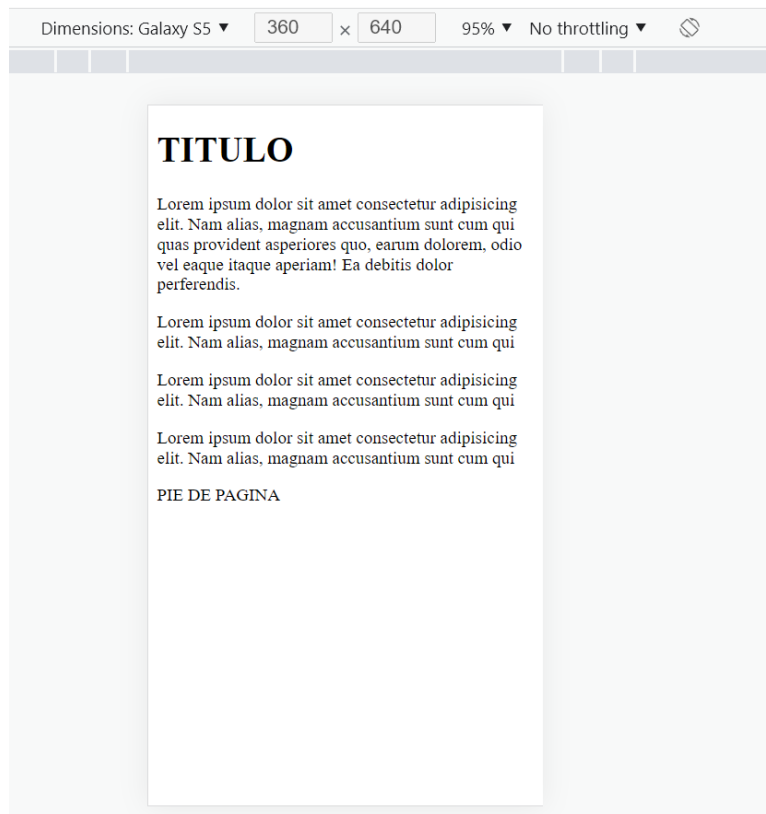 Dimensions: Galaxy S5 ▼ 360 × 640 95% ▼ No throttling ▼
TITULO
Lorem ipsum dolor sit amet consectetur adipisicing
elit. Nam alias, magnam accusantium sunt cum qui
quas provident asperiores quo, earum dolorem, odio
vel eaque itaque aperiam! Ea debitis dolor
perferendis.
Lorem ipsum dolor sit amet consectetur adipisicing
elit. Nam alias, magnam accusantium sunt cum qui
Lorem ipsum dolor sit amet consectetur adipisicing
elit. Nam alias, magnam accusantium sunt cum qui
Lorem ipsum dolor sit amet consectetur adipisicing
elit. Nam alias, magnam accusantium sunt cum qui
PIE DE PAGINA